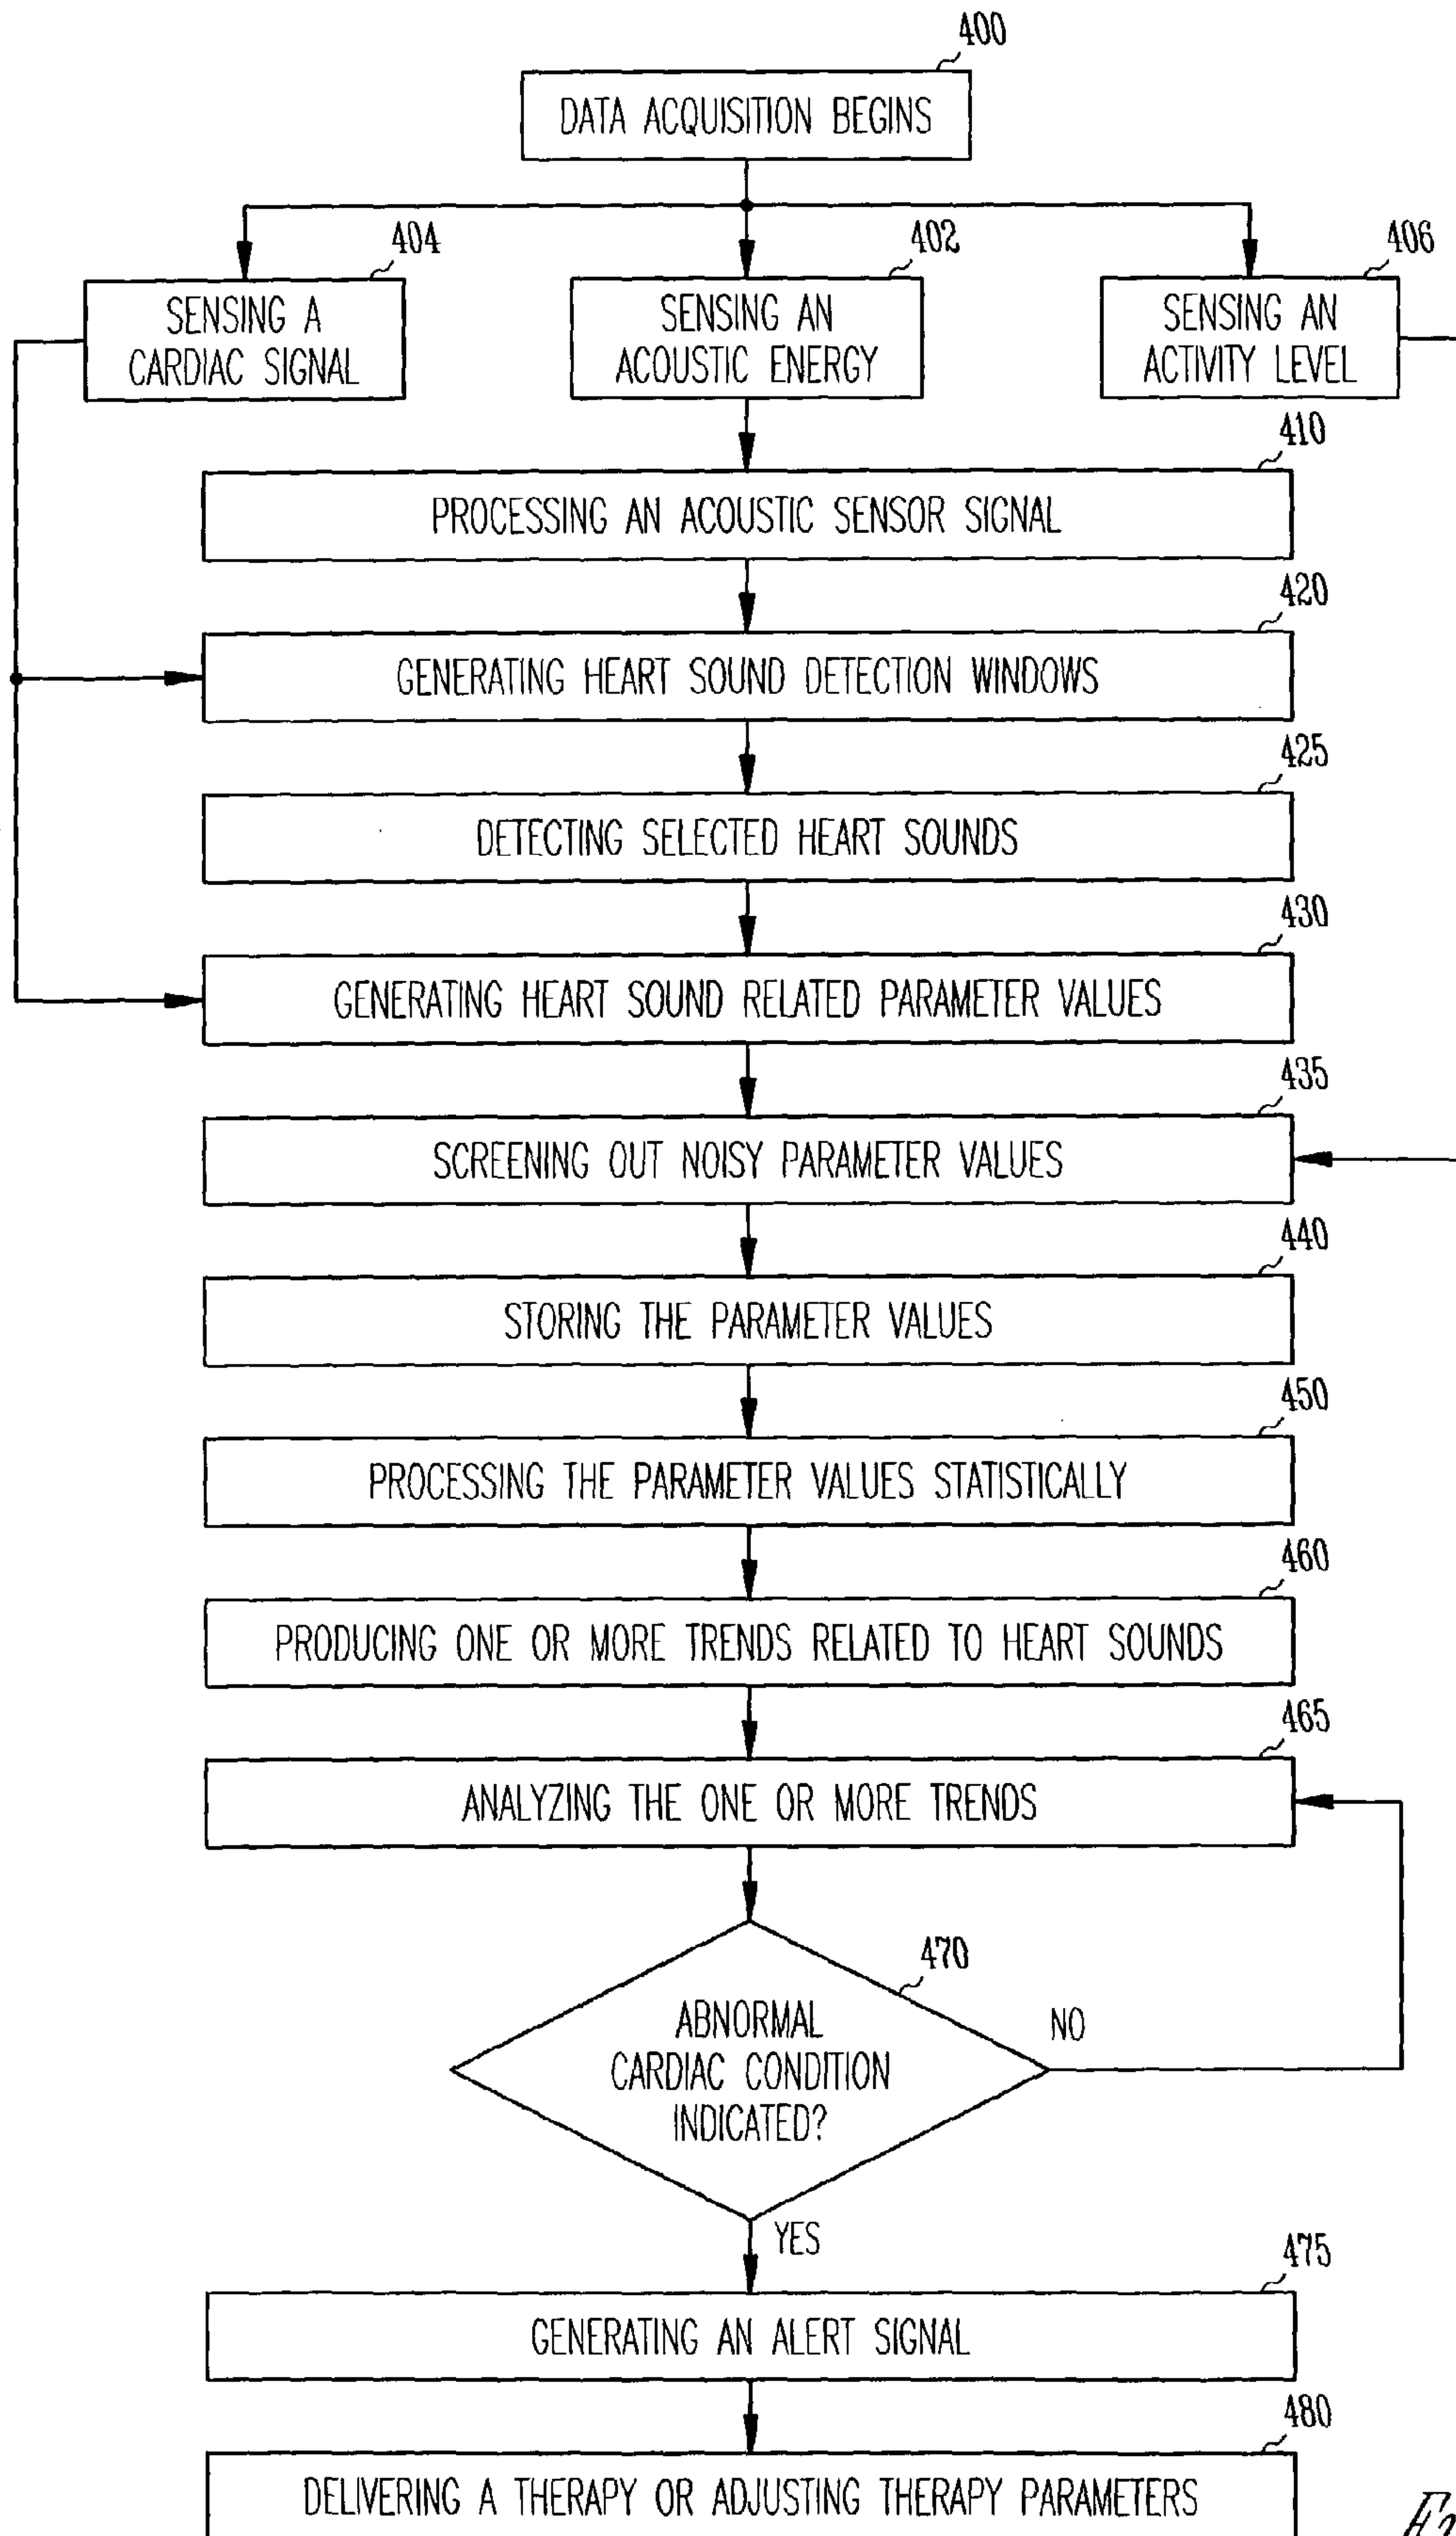 400
DATA ACQUISITION BEGINS
404
402
406
SENSING A
CARDIAC SIGNAL
SENSING AN
ACOUSTIC ENERGY
SENSING AN
ACTIVITY LEVEL
410
PROCESSING AN ACOUSTIC SENSOR SIGNAL
420
GENERATING HEART SOUND DETECTION WINDOWS
425
DETECTING SELECTED HEART SOUNDS
430
GENERATING HEART SOUND RELATED PARAMETER VALUES
435
SCREENING OUT NOISY PARAMETER VALUES
440
STORING THE PARAMETER VALUES
450
PROCESSING THE PARAMETER VALUES STATISTICALLY
460
PRODUCING ONE OR MORE TRENDS RELATED TO HEART SOUNDS
465
ANALYZING THE ONE OR MORE TRENDS
470
ABNORMAL
CARDIAC CONDITION
INDICATED?
NO
YES
475
GENERATING AN ALERT SIGNAL
480
DELIVERING A THERAPY OR ADJUSTING THERAPY PARAMETERS